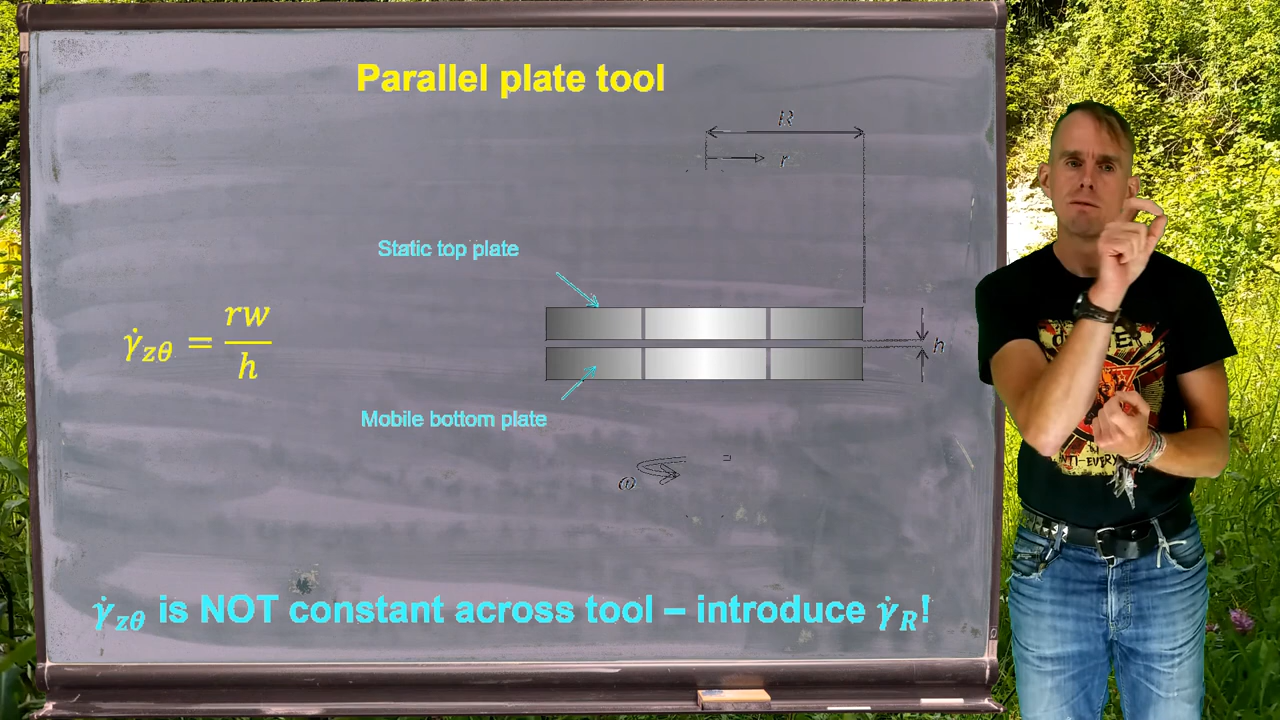 Parallel plate tool
R
r
Static top plate
γ̇zθ = rw/h
h
Mobile bottom plate
ω
γ̇zθ is NOT constant across tool – introduce γ̇R!